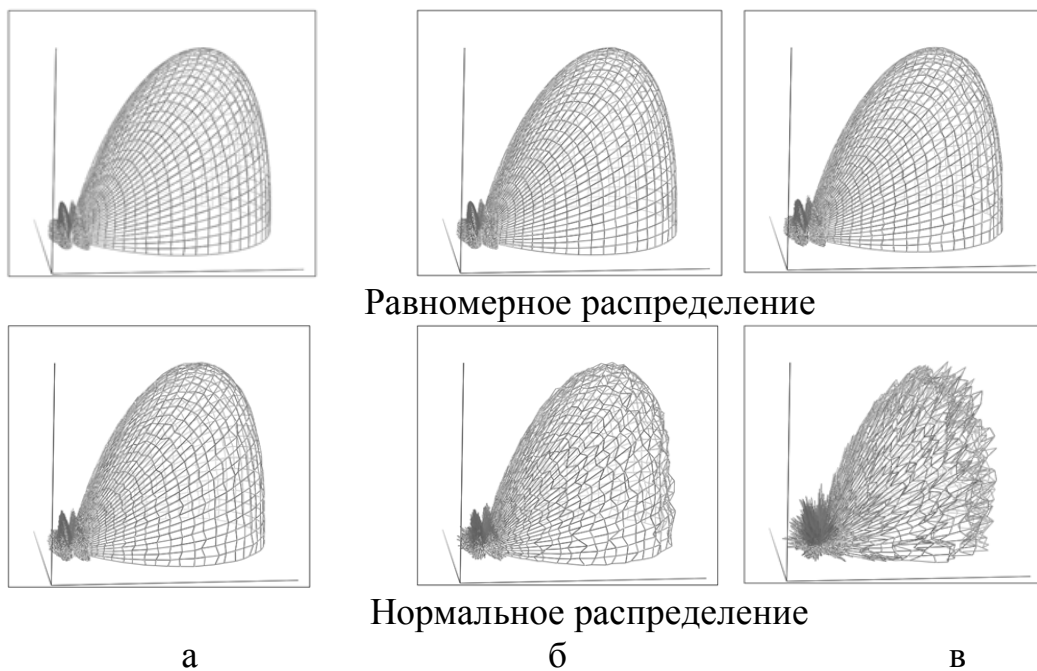 Равномерное распределение
Нормальное распределение
а б в